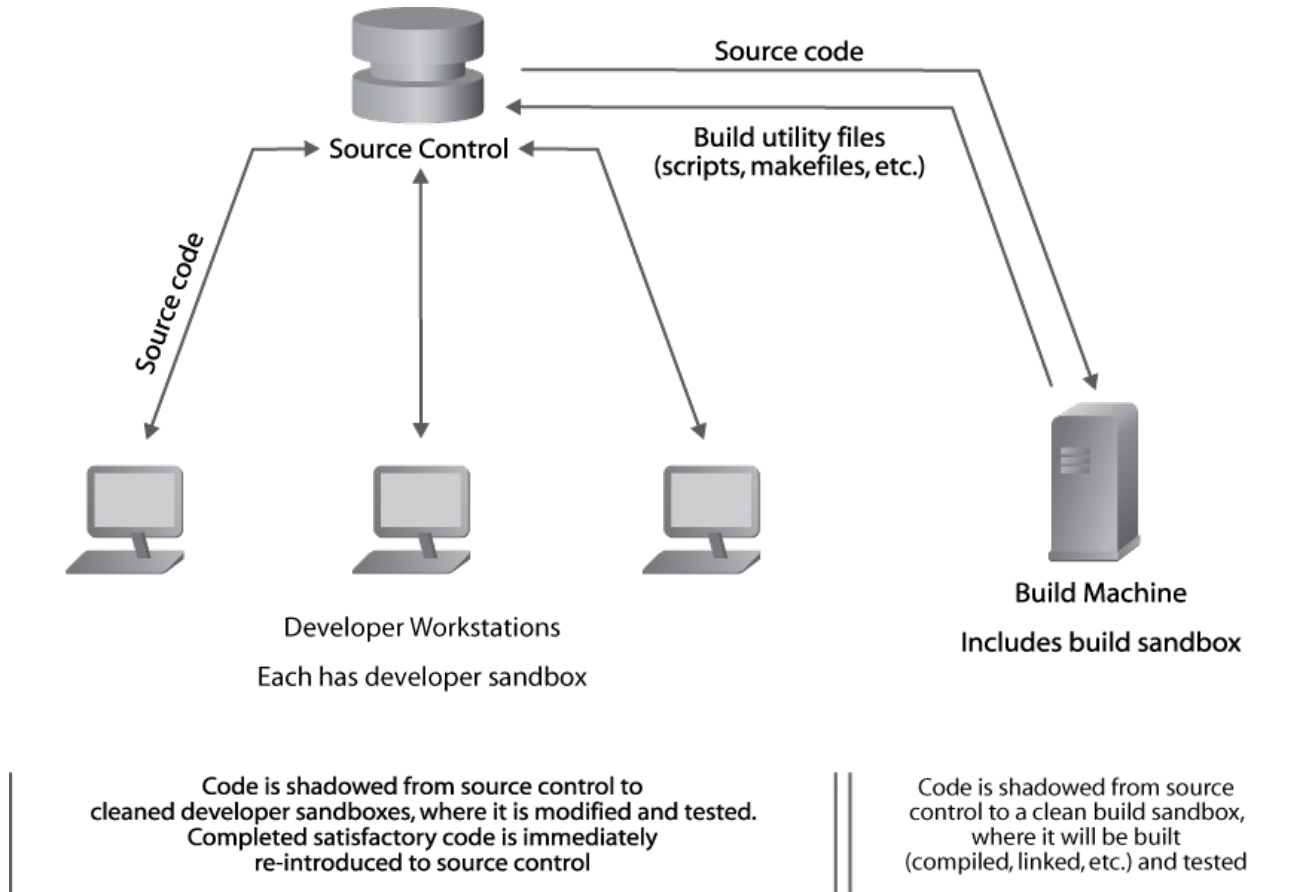 Source code
Source Control
Build utility files
(scripts, makefiles, etc.)
Source code
Build Machine
Includes build sandbox
Developer Workstations
Each has developer sandbox
Code is shadowed from source control to
cleaned developer sandboxes, where it is modified and tested.
Completed satisfactory code is immediately
re-introduced to source control
Code is shadowed from source
control to a clean build sandbox,
where it will be built
(compiled, linked, etc.) and tested